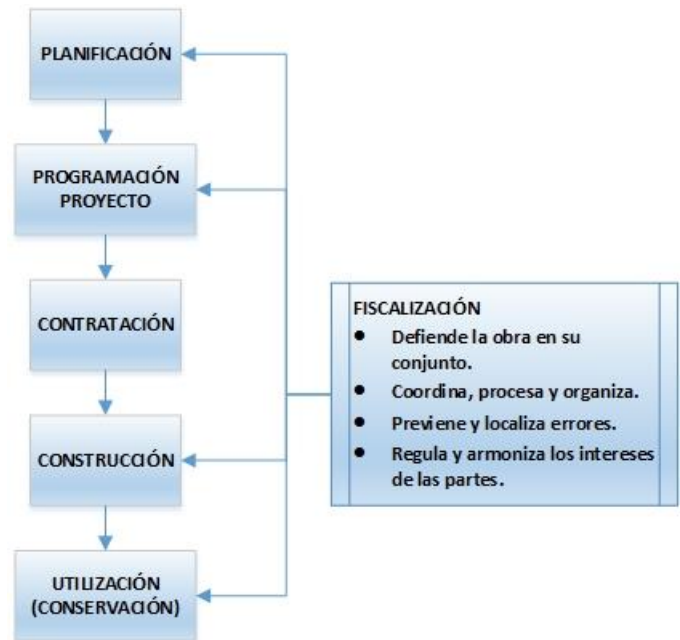 PLANIFICACIÓN
PROGRAMACIÓN
PROYECTO
CONTRATACIÓN
CONSTRUCCIÓN
UTILIZACIÓN
(CONSERVACIÓN)
FISCALIZACIÓN
● Defiende la obra en su
conjunto.
● Coordina, procesa y organiza.
● Previene y localiza errores.
● Regula y armoniza los intereses
de las partes.